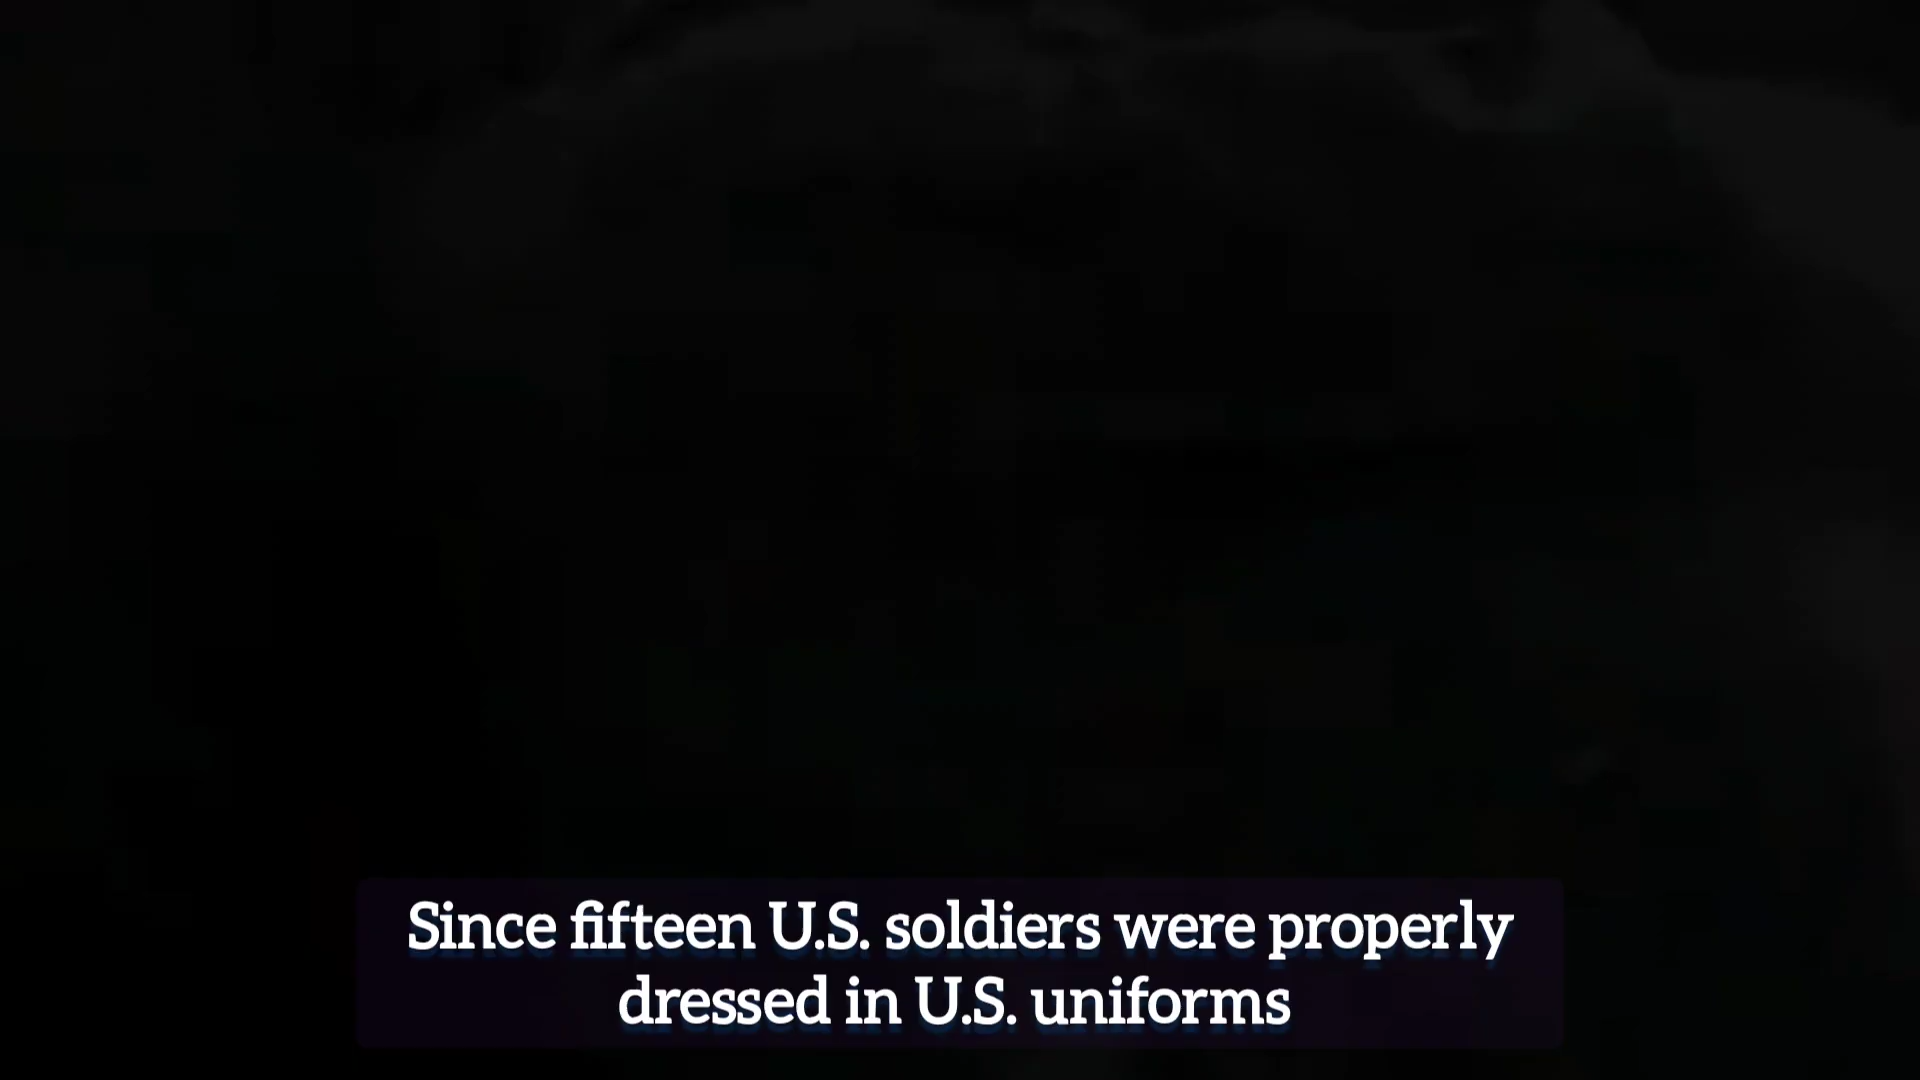 Since fifteen U.S. soldiers were properly
dressed in U.S. uniforms